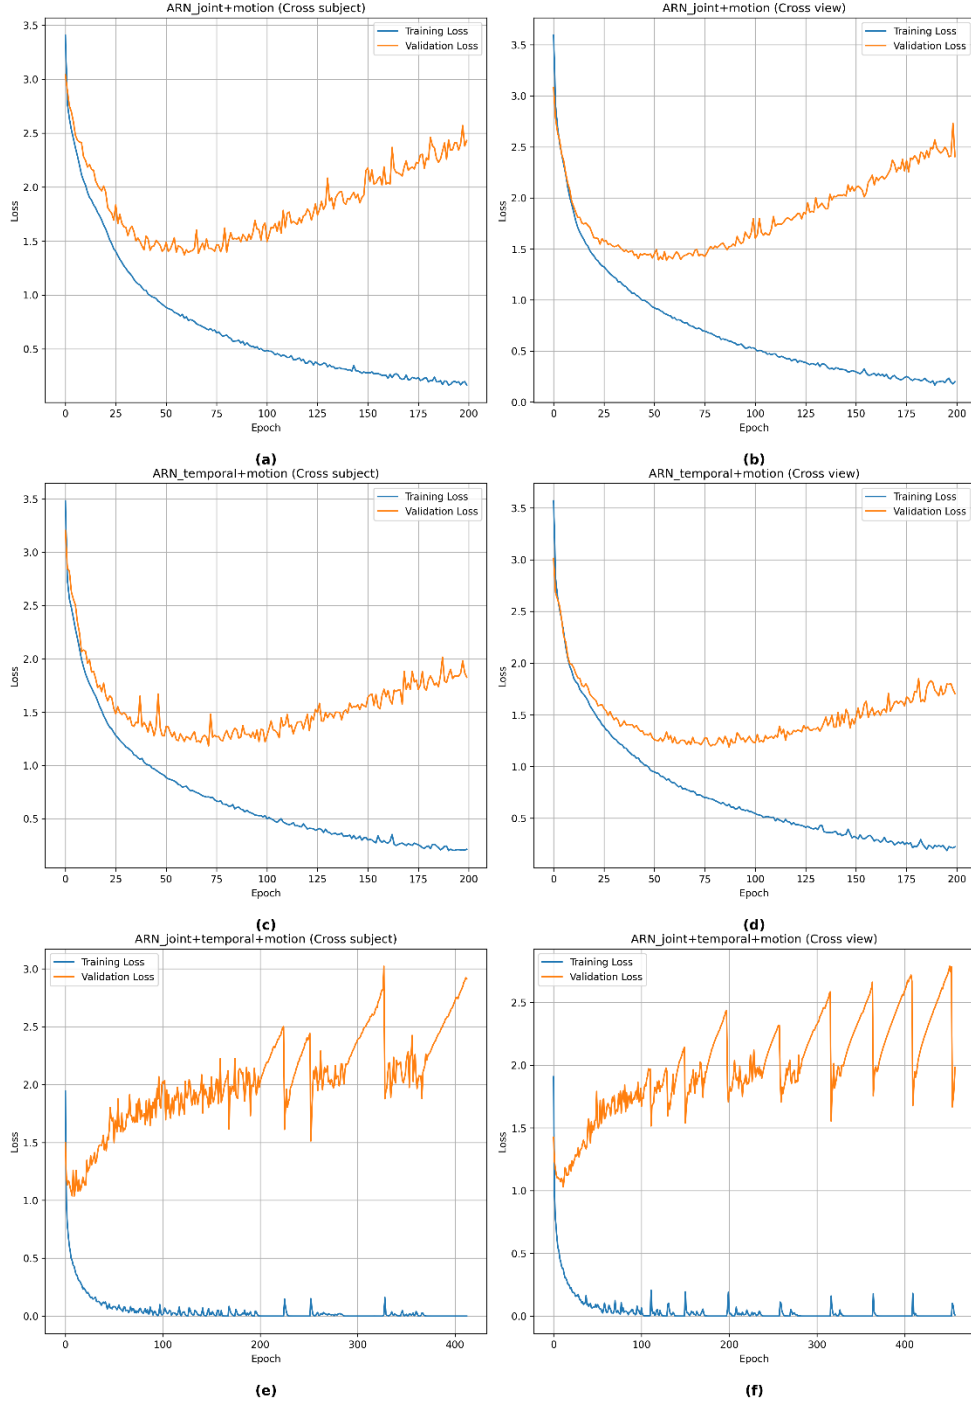 ARN_joint+motion (Cross subject)
Training Loss
Validation Loss
3.5
3.0
2.5
2.0
1.5
1.0
0.5
Loss
0 25 50 75 100 125 150 175 200
Epoch
(a)
ARN_joint+motion (Cross view)
Training Loss
Validation Loss
3.5
3.0
2.5
2.0
1.5
1.0
0.5
0.0
Loss
0 25 50 75 100 125 150 175 200
Epoch
(b)
ARN_temporal+motion (Cross subject)
Training Loss
Validation Loss
3.5
3.0
2.5
2.0
1.5
1.0
0.5
Loss
0 25 50 75 100 125 150 175 200
Epoch
(c)
ARN_temporal+motion (Cross view)
Training Loss
Validation Loss
3.5
3.0
2.5
2.0
1.5
1.0
0.5
Loss
0 25 50 75 100 125 150 175 200
Epoch
(d)
ARN_joint+temporal+motion (Cross subject)
Training Loss
Validation Loss
3.0
2.5
2.0
1.5
1.0
0.5
0.0
Loss
0 100 200 300 400
Epoch
(e)
ARN_joint+temporal+motion (Cross view)
Training Loss
Validation Loss
2.5
2.0
1.5
1.0
0.5
0.0
Loss
0 100 200 300 400
Epoch
(f)